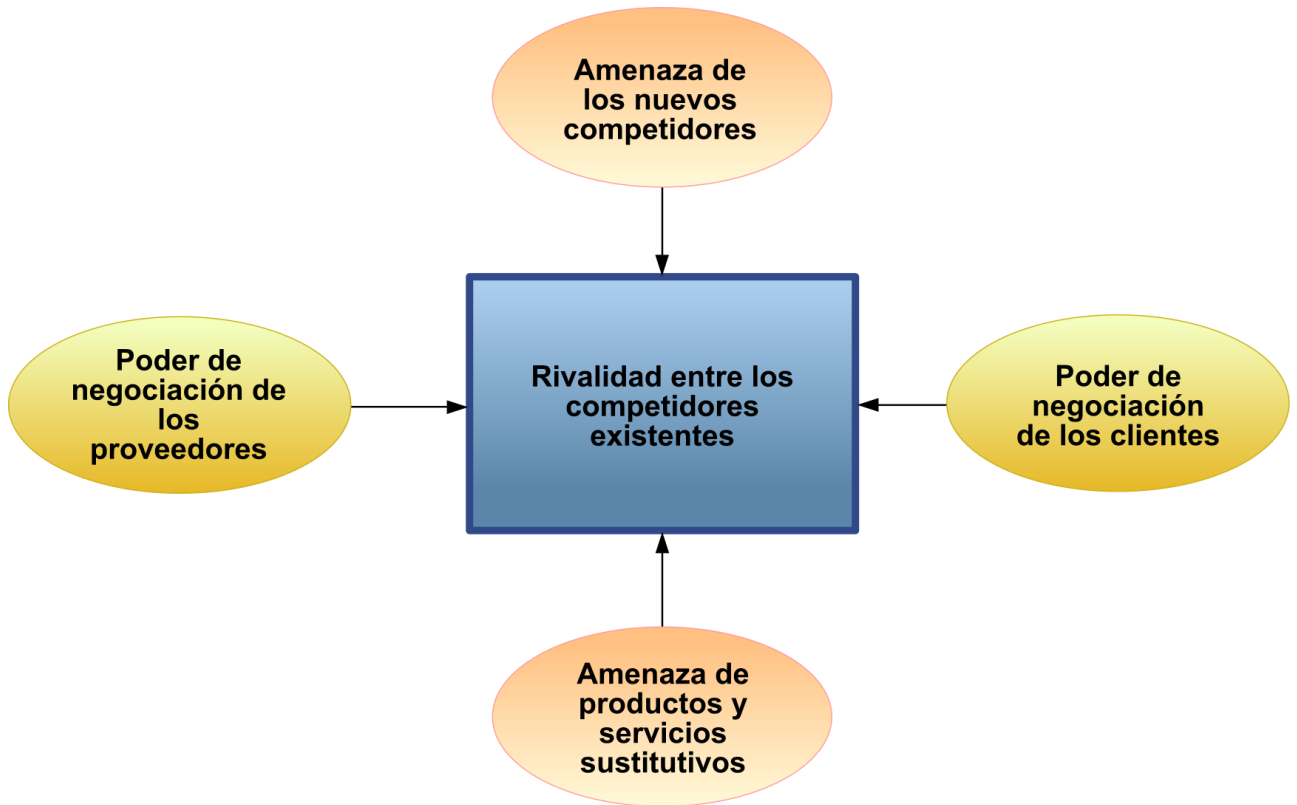 Amenaza de
los nuevos
competidores
Poder de
negociación de
los
proveedores
Rivalidad entre los
competidores
existentes
Poder de
negociación
de los clientes
Amenaza de
productos y
servicios
sustitutivos